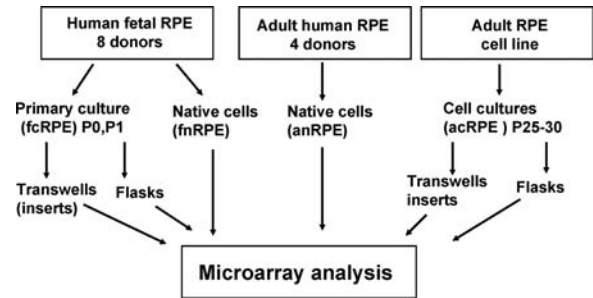 Human fetal RPE
8 donors
Adult human RPE
4 donors
Adult RPE
cell line
Primary culture
(fcRPE) P0,P1
Native cells
(fnRPE)
Native cells
(anRPE)
Cell cultures
(acRPE ) P25-30
Transwells
(inserts)
Flasks
Transwells
inserts
Flasks
Microarray analysis